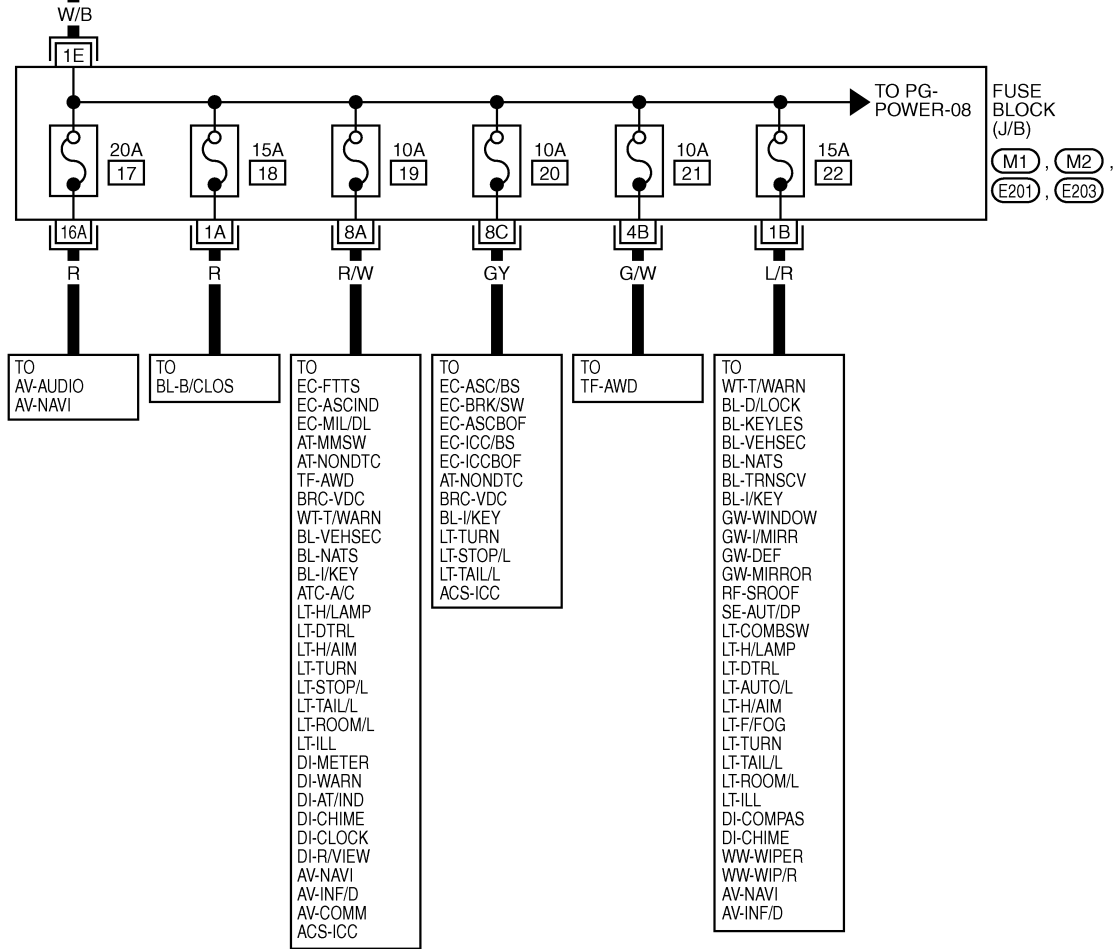 W/B
1E
TO PG-
POWER-08
FUSE
BLOCK
(J/B)
M1 , M2 ,
E201 , E203
20A
17
15A
18
10A
19
10A
20
10A
21
15A
22
16A
1A
8A
8C
4B
1B
R
R
R/W
GY
G/W
L/R
TO
AV-AUDIO
AV-NAVI
TO
BL-B/CLOS
TO
EC-FTTS
EC-ASCIND
EC-MIL/DL
AT-MMSW
AT-NONDTC
TF-AWD
BRC-VDC
WT-T/WARN
BL-VEHSEC
BL-NATS
BL-I/KEY
ATC-A/C
LT-H/LAMP
LT-DTRL
LT-H/AIM
LT-TURN
LT-STOP/L
LT-TAIL/L
LT-ROOM/L
LT-ILL
DI-METER
DI-WARN
DI-AT/IND
DI-CHIME
DI-CLOCK
DI-R/VIEW
AV-NAVI
AV-INF/D
AV-COMM
ACS-ICC
TO
EC-ASC/BS
EC-BRK/SW
EC-ASCBOF
EC-ICC/BS
EC-ICCBOF
AT-NONDTC
BRC-VDC
BL-I/KEY
LT-TURN
LT-STOP/L
LT-TAIL/L
ACS-ICC
TO
TF-AWD
TO
WT-T/WARN
BL-D/LOCK
BL-KEYLES
BL-VEHSEC
BL-NATS
BL-TRNSCV
BL-I/KEY
GW-WINDOW
GW-I/MIRR
GW-DEF
GW-MIRROR
RF-SROOF
SE-AUT/DP
LT-COMBSW
LT-H/LAMP
LT-DTRL
LT-AUTO/L
LT-H/AIM
LT-F/FOG
LT-TURN
LT-TAIL/L
LT-ROOM/L
LT-ILL
DI-COMPAS
DI-CHIME
WW-WIPER
WW-WIP/R
AV-NAVI
AV-INF/D